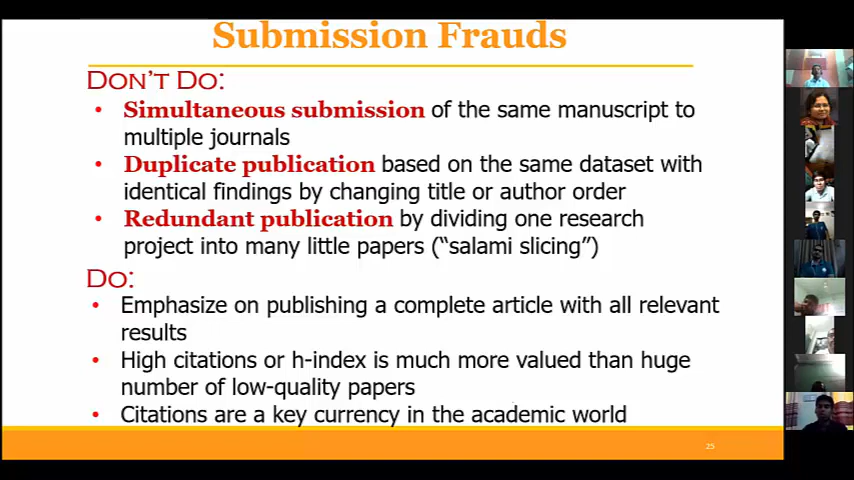 Submission Frauds
Don't Do:
• Simultaneous submission of the same manuscript to
multiple journals
• Duplicate publication based on the same dataset with
identical findings by changing title or author order
• Redundant publication by dividing one research
project into many little papers (“salami slicing”)
Do:
• Emphasize on publishing a complete article with all relevant
results
• High citations or h-index is much more valued than huge
number of low-quality papers
• Citations are a key currency in the academic world
25